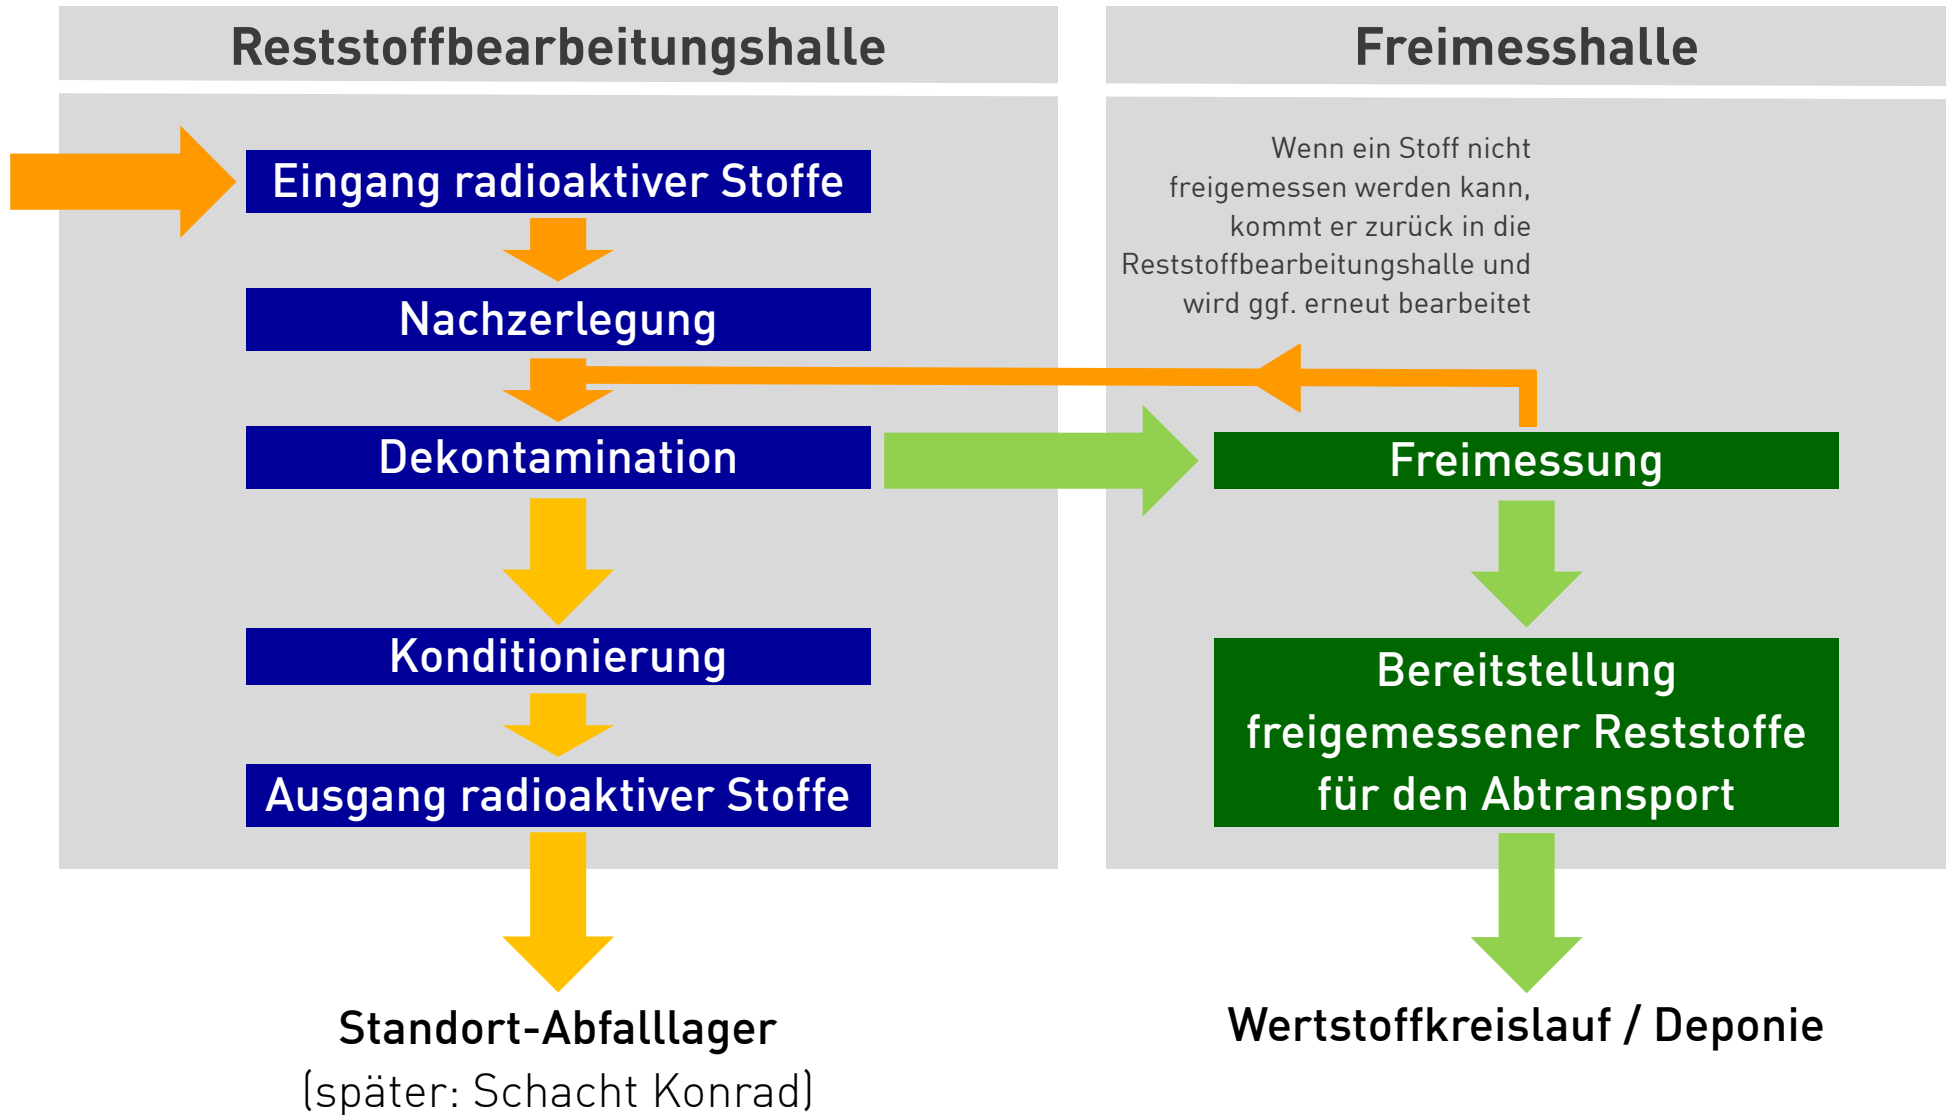 Reststoffbearbeitungshalle
Eingang radioaktiver Stoffe
Nachzerlegung
Dekontamination
Konditionierung
Ausgang radioaktiver Stoffe
Standort-Abfalllager
(später: Schacht Konrad)
Freimesshalle
Wenn ein Stoff nicht
freigemessen werden kann,
kommt er zurück in die
Reststoffbearbeitungshalle und
wird ggf. erneut bearbeitet
Freimessung
Bereitstellung
freigemessener Reststoffe
für den Abtransport
Wertstoffkreislauf / Deponie